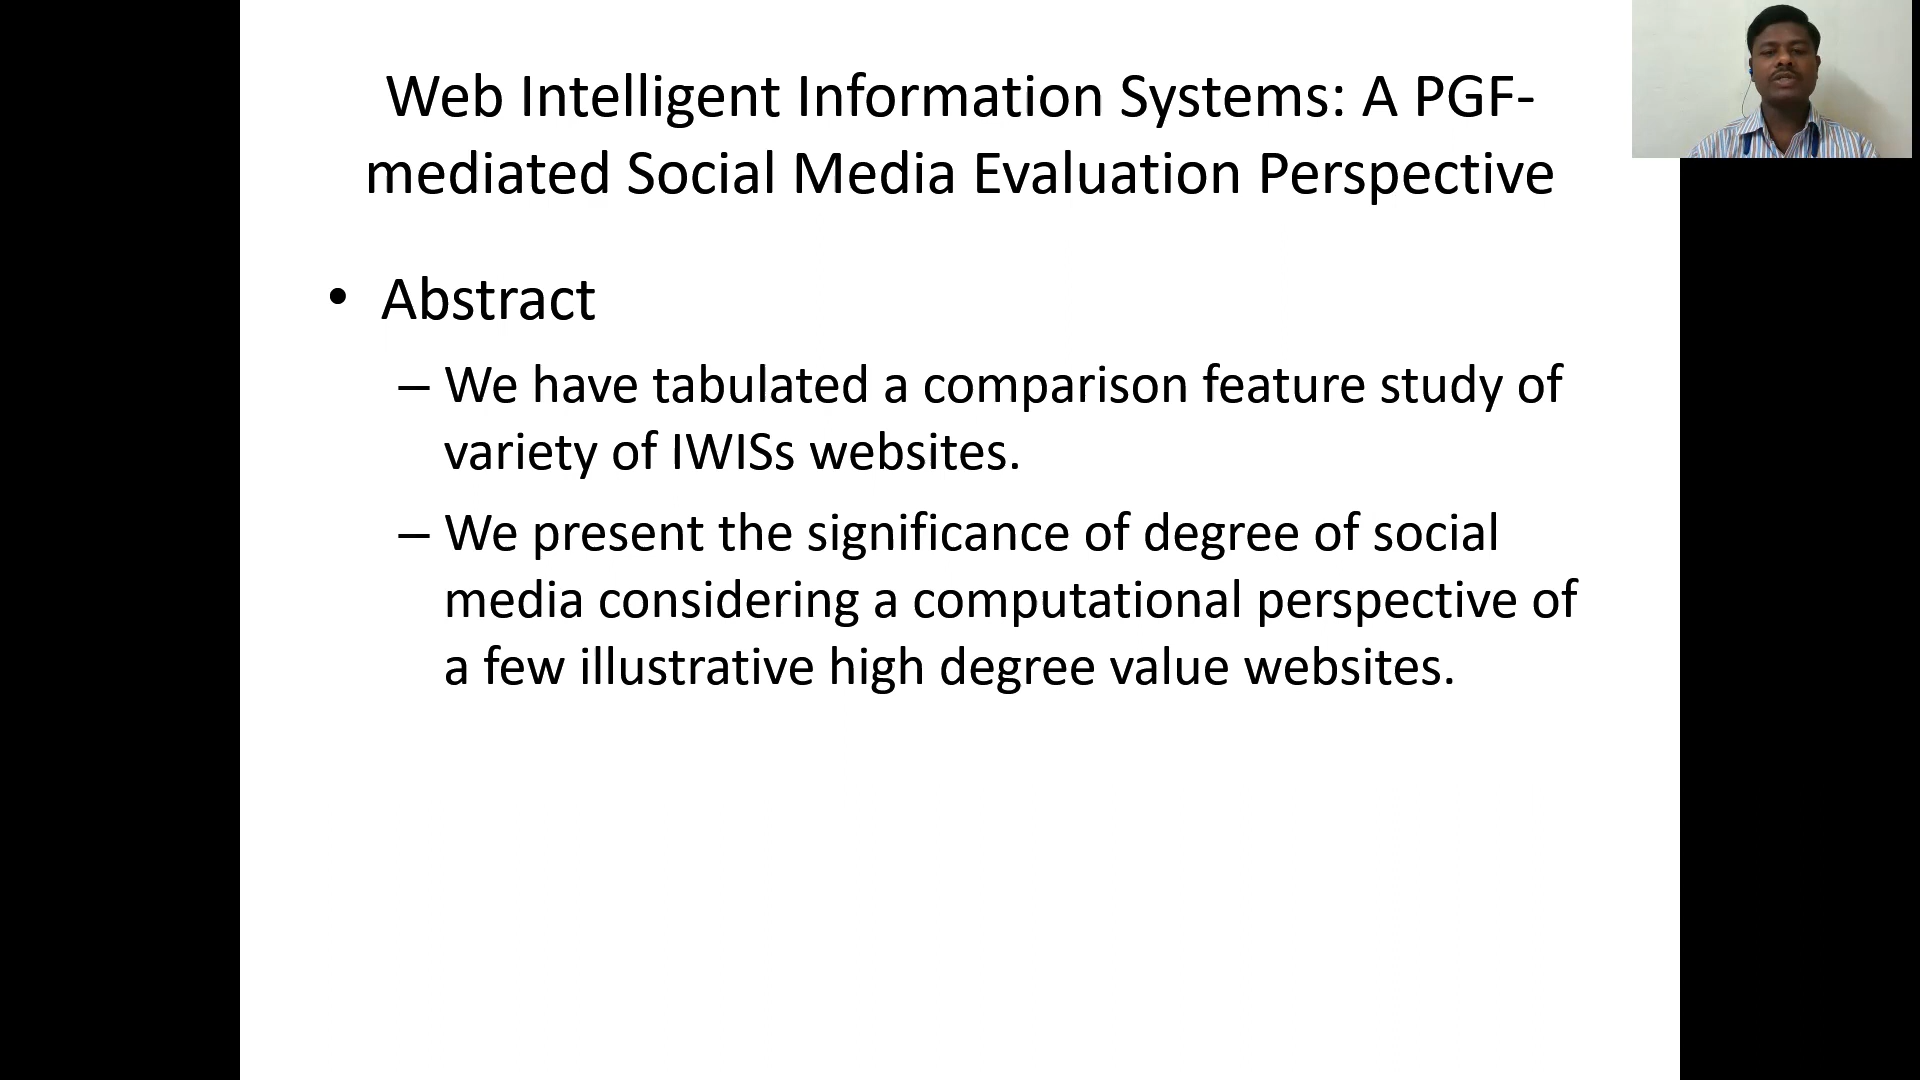 Web Intelligent Information Systems: A PGF-
mediated Social Media Evaluation Perspective
• Abstract
– We have tabulated a comparison feature study of
variety of IWISs websites.
– We present the significance of degree of social
media considering a computational perspective of
a few illustrative high degree value websites.